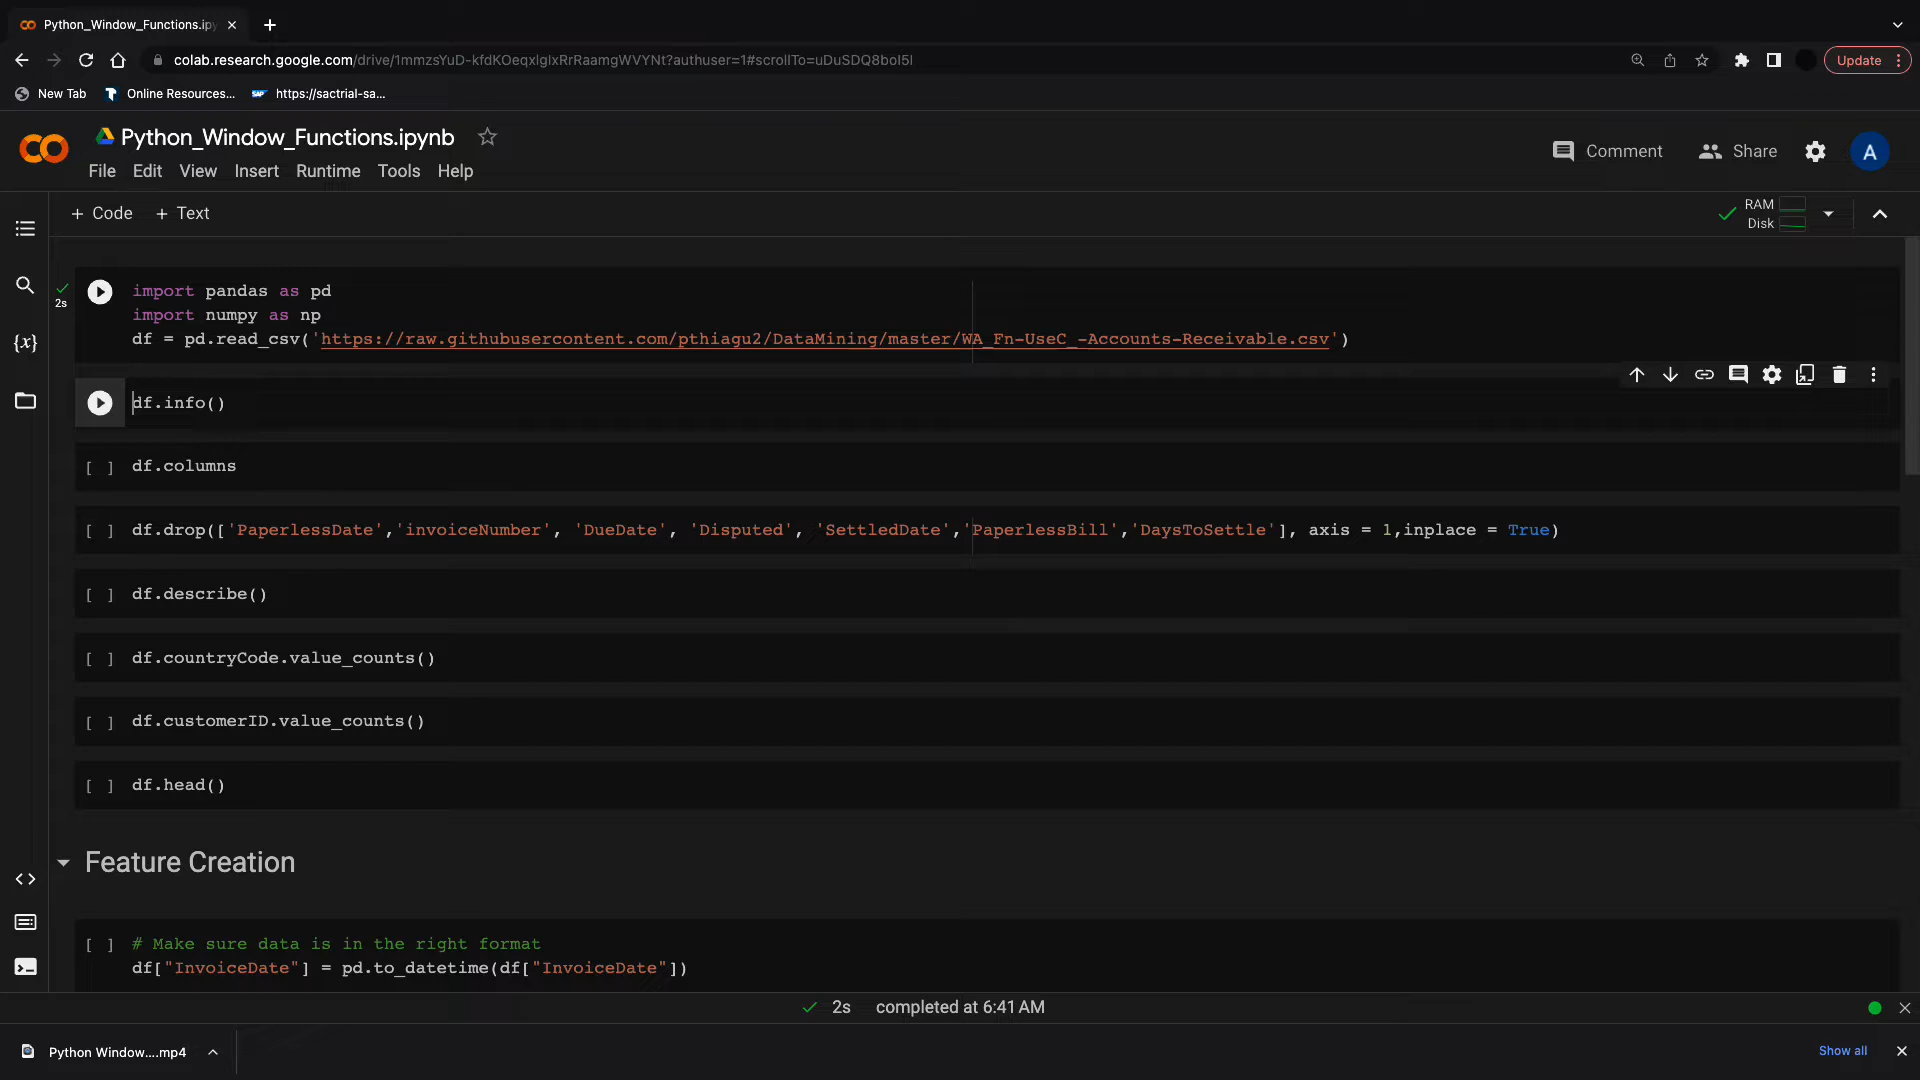 Python_Window_Functions.ipy
colab.research.google.com/drive/1mmzsYuD-kfdKOeqxlglxRrRaamgWVYNt?authuser=1#scrollTo=uDuSDQ8boI5I
Update
New Tab
Online Resources...
SAP
https://sactrial-sa...
Python_Window_Functions.ipynb
Comment
Share
A
File Edit View Insert Runtime Tools Help
+ Code + Text
RAM
Disk
2s
import pandas as pd
import numpy as np
df = pd.read_csv('https://raw.githubusercontent.com/pthiagu2/DataMining/master/WA_Fn-UseC_-Accounts-Receivable.csv')
{x}
df.info()
[ ] df.columns
[ ] df.drop(['PaperlessDate','invoiceNumber', 'DueDate', 'Disputed', 'SettledDate','PaperlessBill','DaysToSettle'], axis = 1,inplace = True)
[ ] df.describe()
[ ] df.countryCode.value_counts()
[ ] df.customerID.value_counts()
[ ] df.head()
Feature Creation
[ ] # Make sure data is in the right format
df["InvoiceDate"] = pd.to_datetime(df["InvoiceDate"])
2s completed at 6:41 AM
Python Window....mp4
Show all